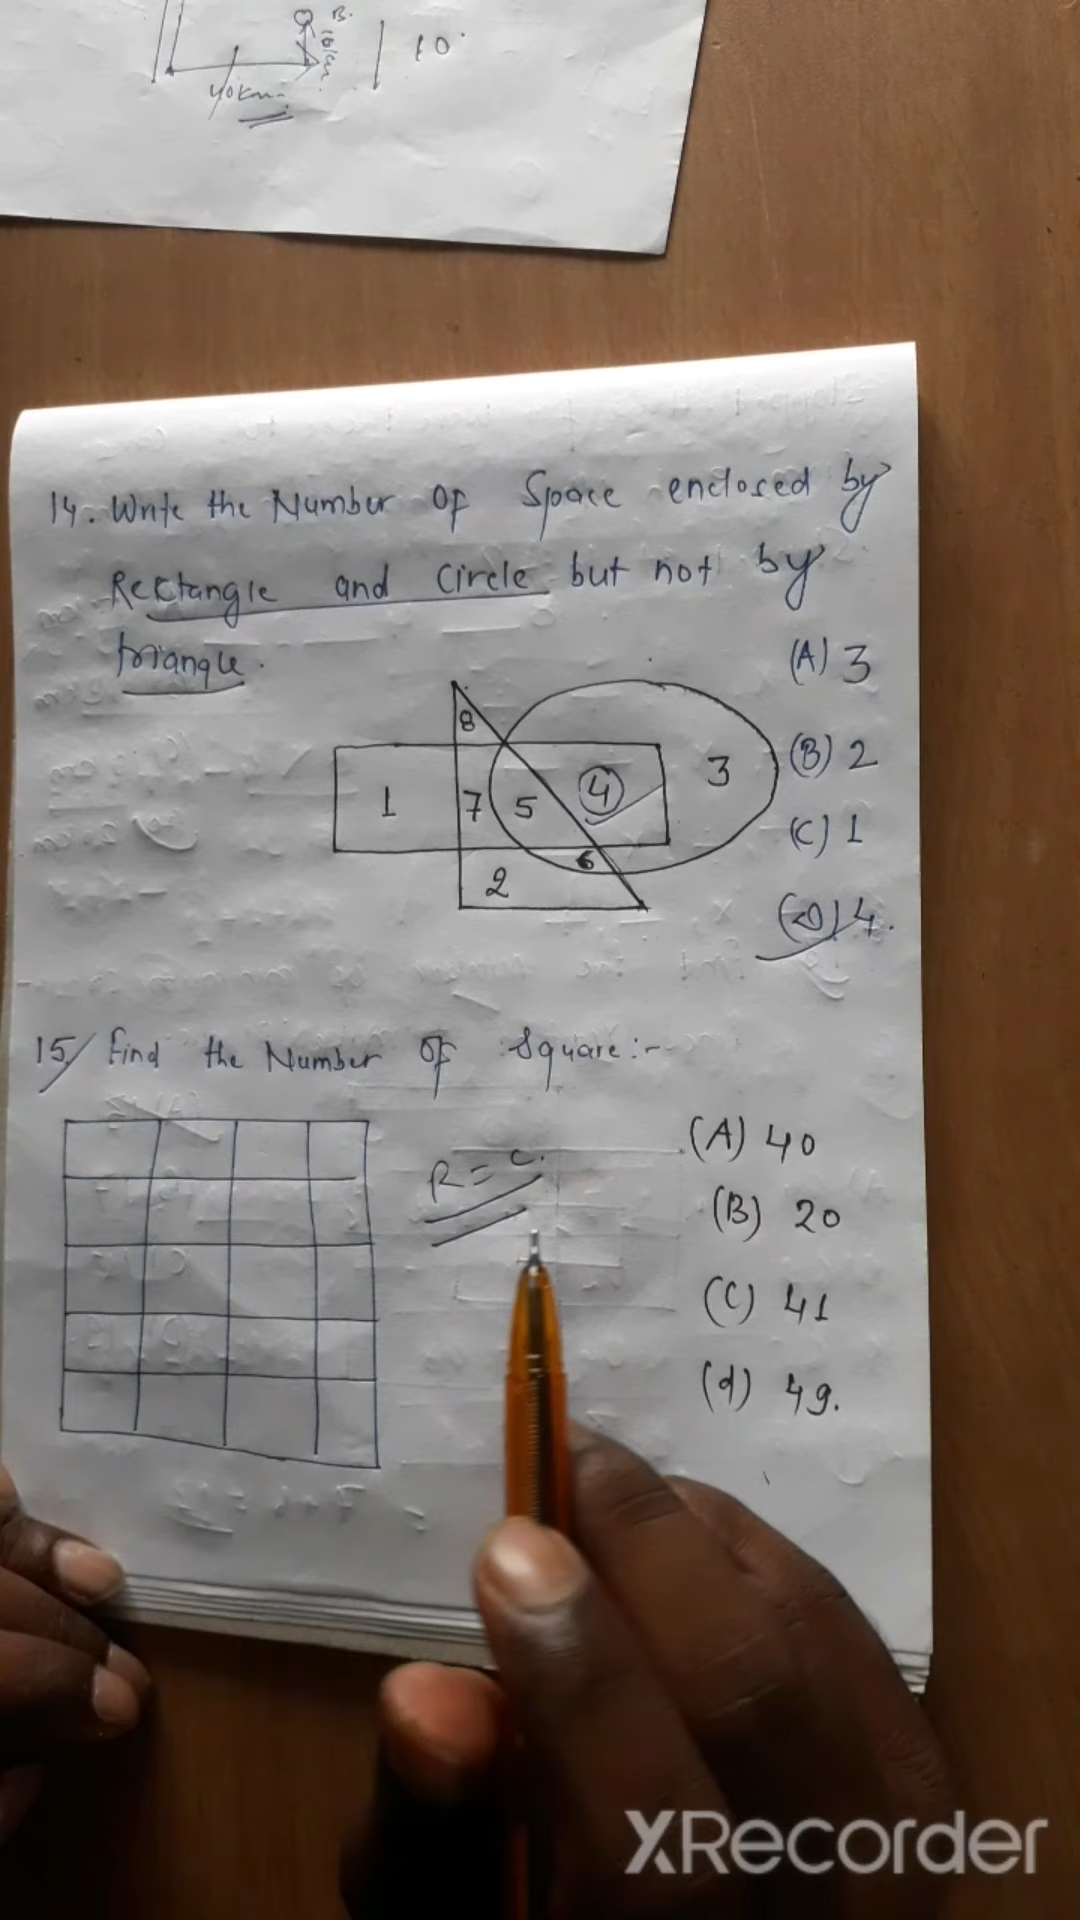 B.
10km
40km
10
14. Write the Number Of Space enclosed by
Rectangle and Circle but not by
triangle.
(A) 3
8
(B) 2
1 7 5 4 3
(C) 1
6
2
(D) 4.
15/ Find the Number Of Square:-
(A) 40
R = C.
(B) 20
(C) 41
(d) 49.
XRecorder